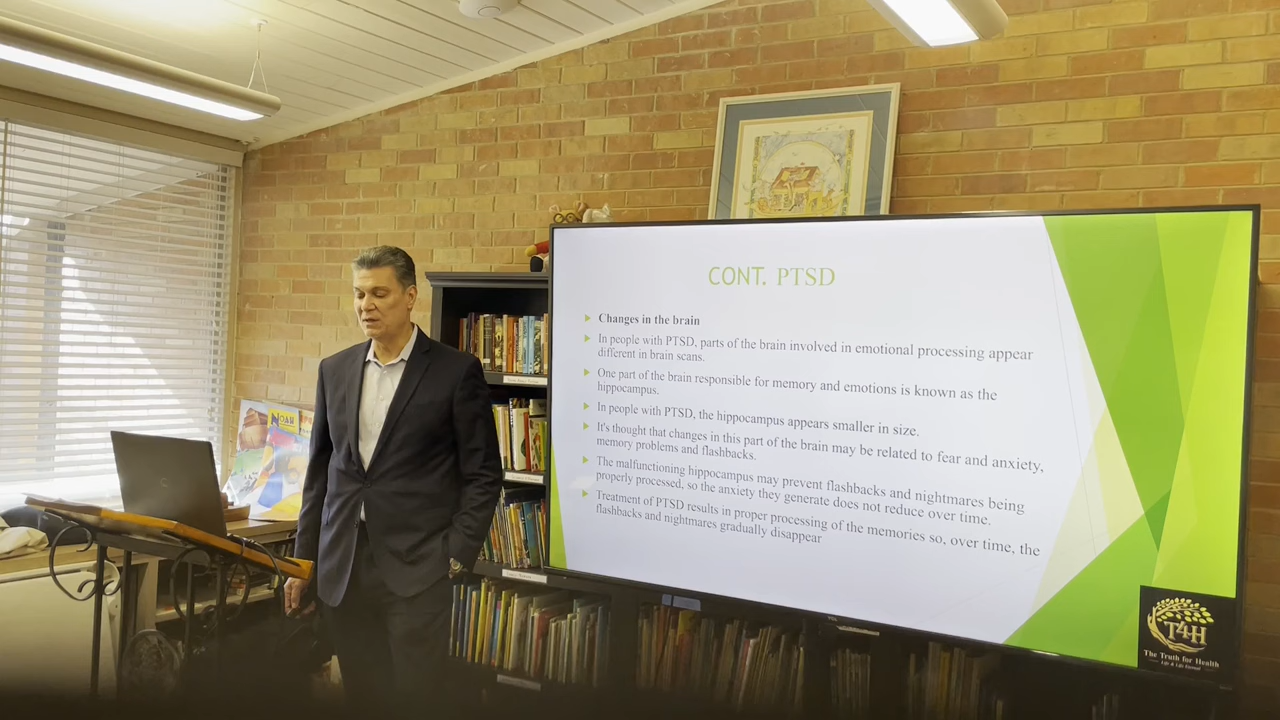 NOAH
CONT. PTSD
Changes in the brain
In people with PTSD, parts of the brain involved in emotional processing appear
different in brain scans.
One part of the brain responsible for memory and emotions is known as the
hippocampus.
In people with PTSD, the hippocampus appears smaller in size.
It's thought that changes in this part of the brain may be related to fear and anxiety,
memory problems and flashbacks.
The malfunctioning hippocampus may prevent flashbacks and nightmares being
properly processed, so the anxiety they generate does not reduce over time.
Treatment of PTSD results in proper processing of the memories so, over time, the
flashbacks and nightmares gradually disappear
T4H
The Truth for Health
Life & Life Eternal